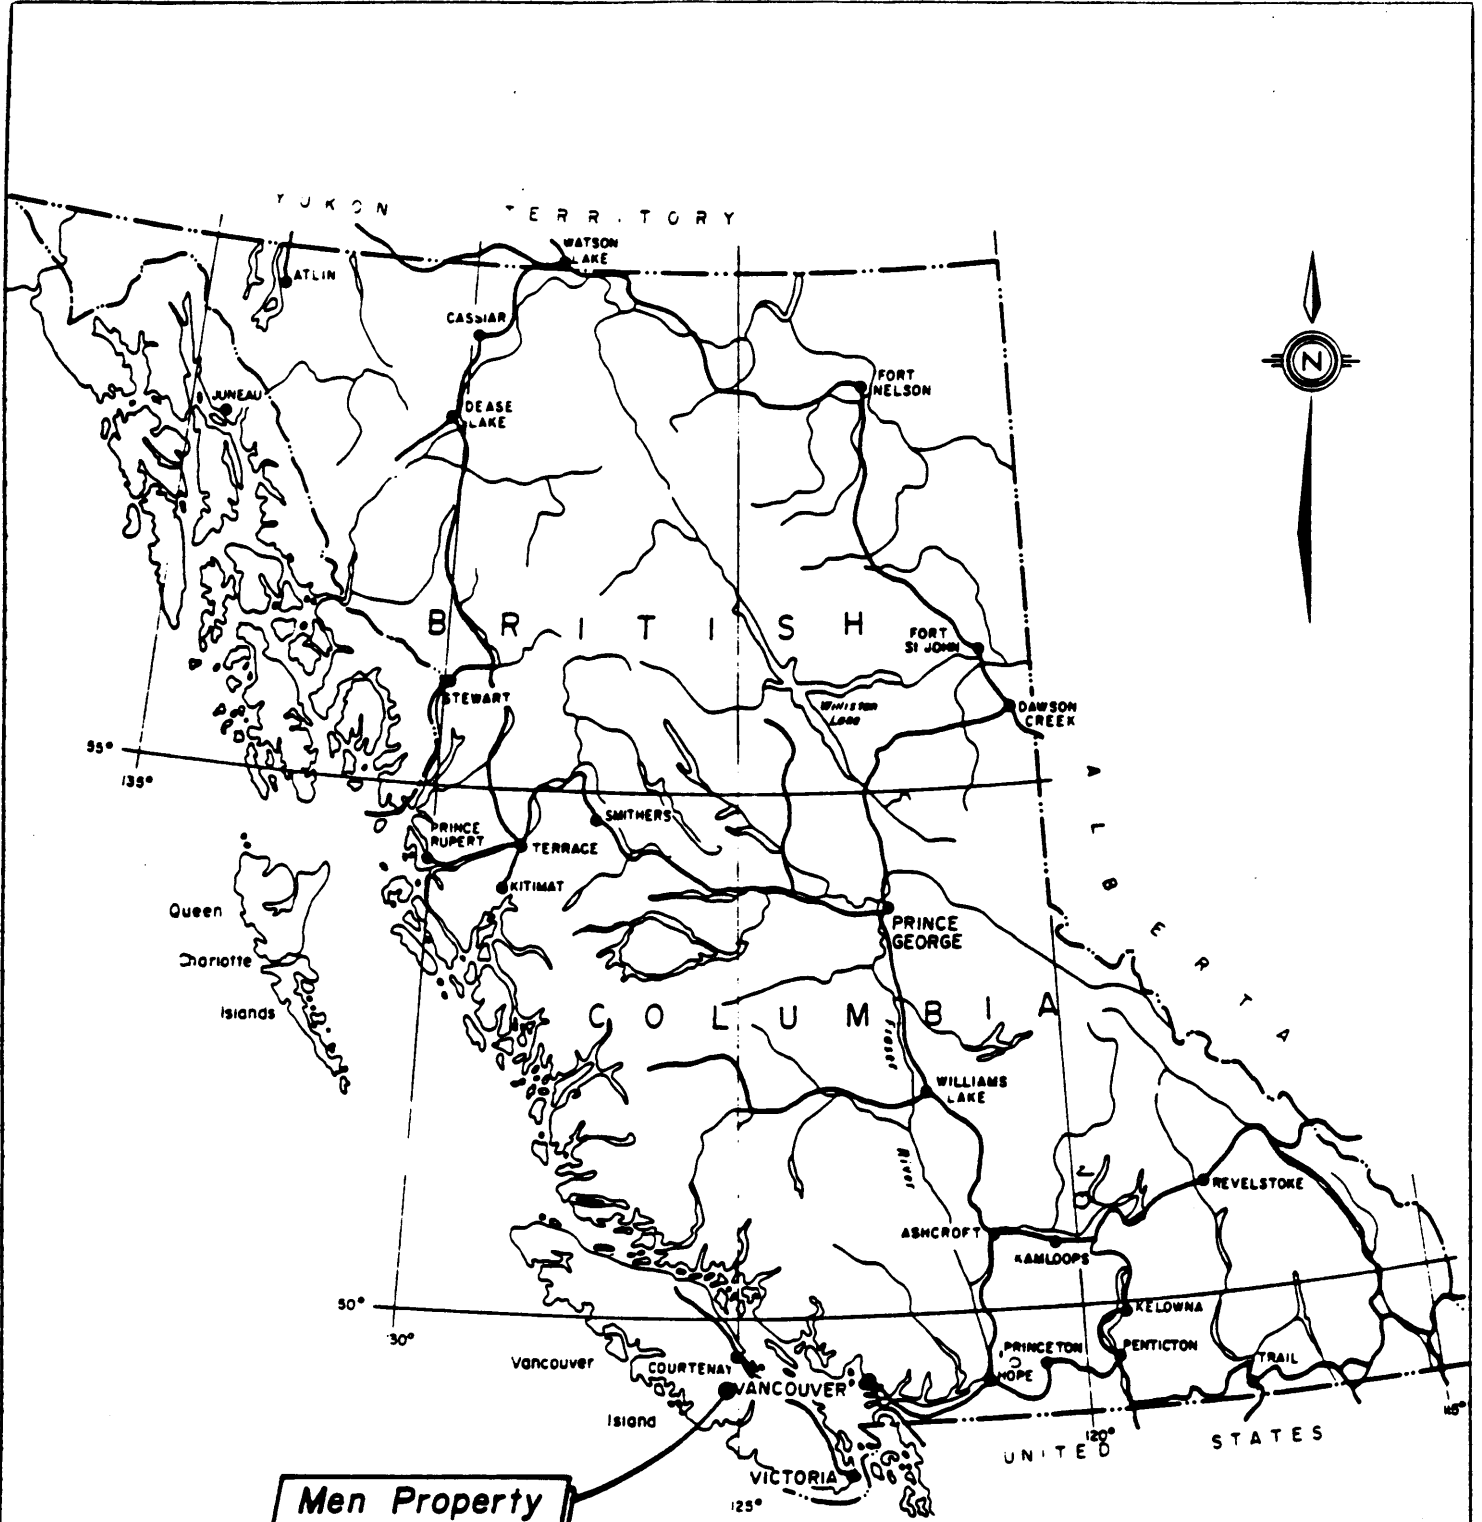 YUKON TERRITORY
WATSON
LAKE
ATLIN
CASSIAR
N
FORT
NELSON
JUNEAU
DEASE
LAKE
BRITISH
FORT
ST JOHN
STEWART
DAWSON
CREEK
55°
135°
ALBERTA
SMITHERS
PRINCE
RUPERT
TERRACE
KITIMAT
Queen
Charlotte
Islands
PRINCE
GEORGE
COLUMBIA
Fraser
River
WILLIAMS
LAKE
REVELSTOKE
ASHCROFT
KAMLOOPS
50°
30°
KELOWNA
PRINCETON
PENTICTON
TRAIL
HOPE
Vancouver
Island
COURTENAY
VANCOUVER
120°
115°
UNITED STATES
VICTORIA
125°
Men Property